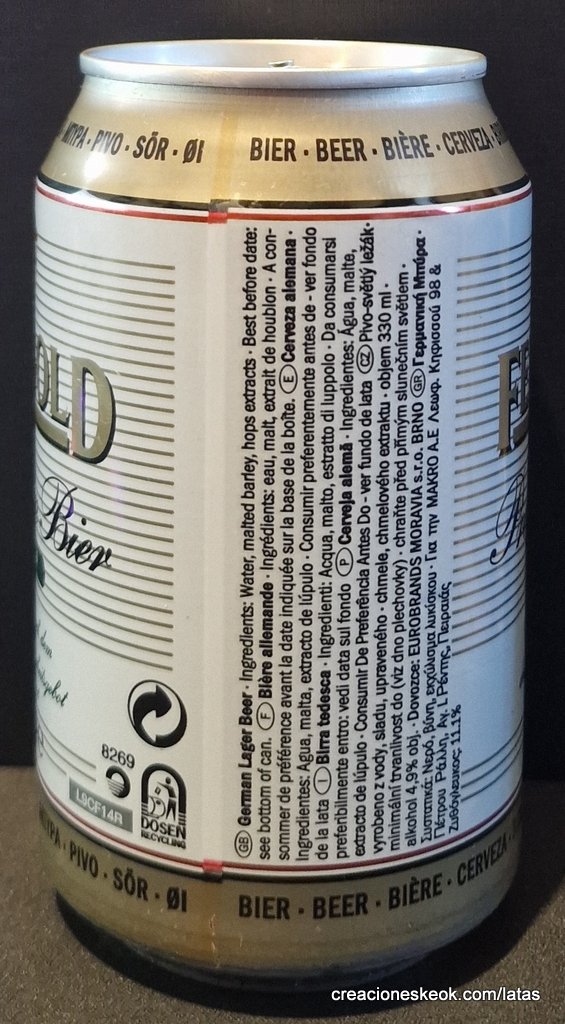 ΜΠΥΡΑ · PIVO · SÖR · ØI
BIER · BEER · BIÈRE · CERVEZA
OLD
Bier
8269
L9CF14R
DOSEN
RECYCLING
GB German Lager Beer · Ingredients: Water, malted barley, hops extracts · Best before date:
see bottom of can. F Bière allemande · Ingrédients: eau, malt, extrait de houblon · A con-
sommer de préférence avant la date indiquée sur la base de la boîte. E Cerveza alemana ·
Ingredientes: Agua, malta, extracto de lúpulo · Consumir preferentemente antes de - ver fondo
de la lata I Birra tedesca · Ingredienti: Acqua, malto, estratto di luppolo · Da consumarsi
prefenbilmente entro: vedi data sul fondo P Cerveja alemã · Ingredientes: Água, malte,
extracto de lúpulo · Consumir De Preferência Antes Do - ver fundo de lata CZ Pivo-světlý ležák·
vyrobeno z vody, sladu, upraveného · chmele, chmelového extraktu · objem 330 ml ·
minimální trvanlivost do (viz dno plechovky) · chraňte před přímým slunečním světlem ·
alkohol 4,9% obj. · Dovozce: EUROBRANDS MORAVIA s.r.o. BRNO GR Γερμανική Μπύρα ·
Συστατικά: Νερό, βύνη, εκχύλισμα λυκίσκου · Για την MAKRO A.E Λεωφ. Κηφισού 98 &
Πέτρου Ράλλη, Αγ. Ι. Ρέντης, Πειραιάς
Ζυθόγλευκος 11.1%
ΜΠΥΡΑ · PIVO · SÖR · ØI
BIER · BEER · BIÈRE · CERVEZA
creacioneskeok.com/latas